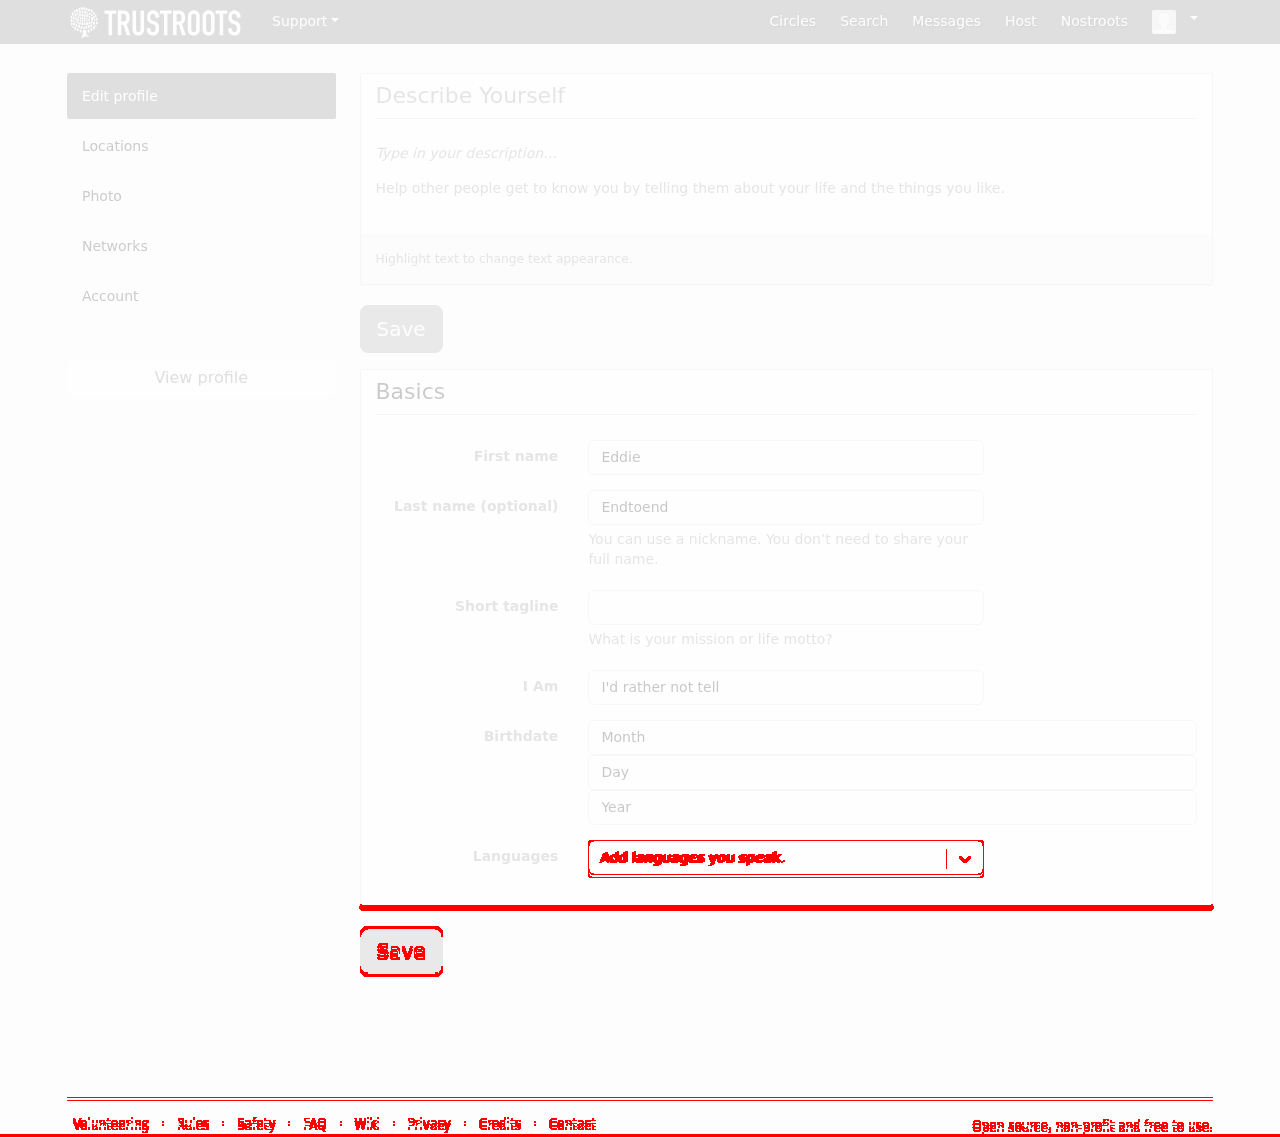 TRUSTROOTS Support Circles Search Messages Host Nostroots
Edit profile
Locations
Photo
Networks
Account
View profile
Describe Yourself
Type in your description...
Help other people get to know you by telling them about your life and the things you like.
Highlight text to change text appearance.
Save
Basics
First name Eddie
Last name (optional) Endtoend
You can use a nickname. You don't need to share your
full name.
Short tagline
What is your mission or life motto?
I Am I'd rather not tell
Birthdate Month
Day
Year
Languages Add languages you speak.
Save
Volunteering · Rules · Safety · FAQ · Wiki · Privacy · Credits · Contact Open source, non-profit and free to use.